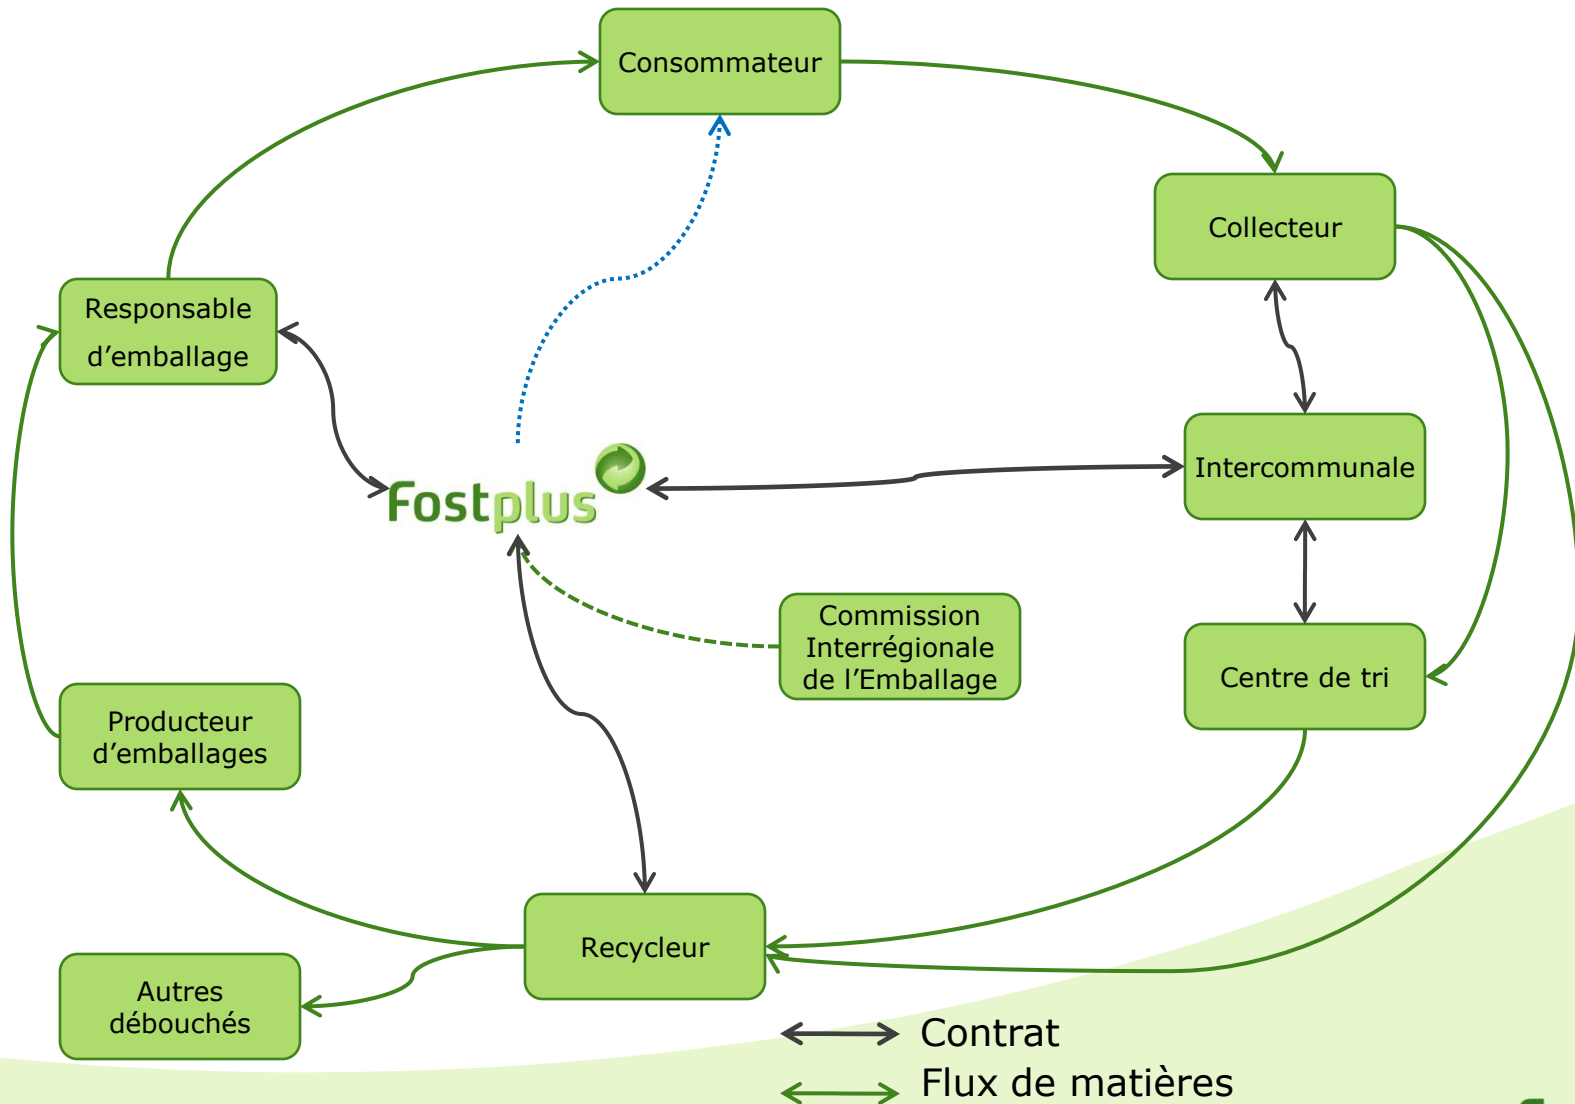 Consommateur
Collecteur
Responsable
d’emballage
Intercommunale
Fostplus
Commission
Interrégionale
de l’Emballage
Centre de tri
Producteur
d’emballages
Recycleur
Autres
débouchés
Contrat
Flux de matières